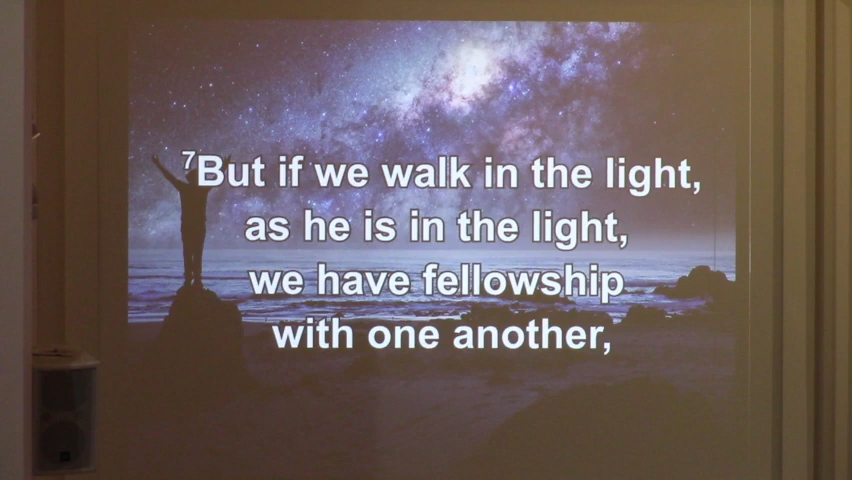 7But if we walk in the light,
as he is in the light,
we have fellowship
with one another,